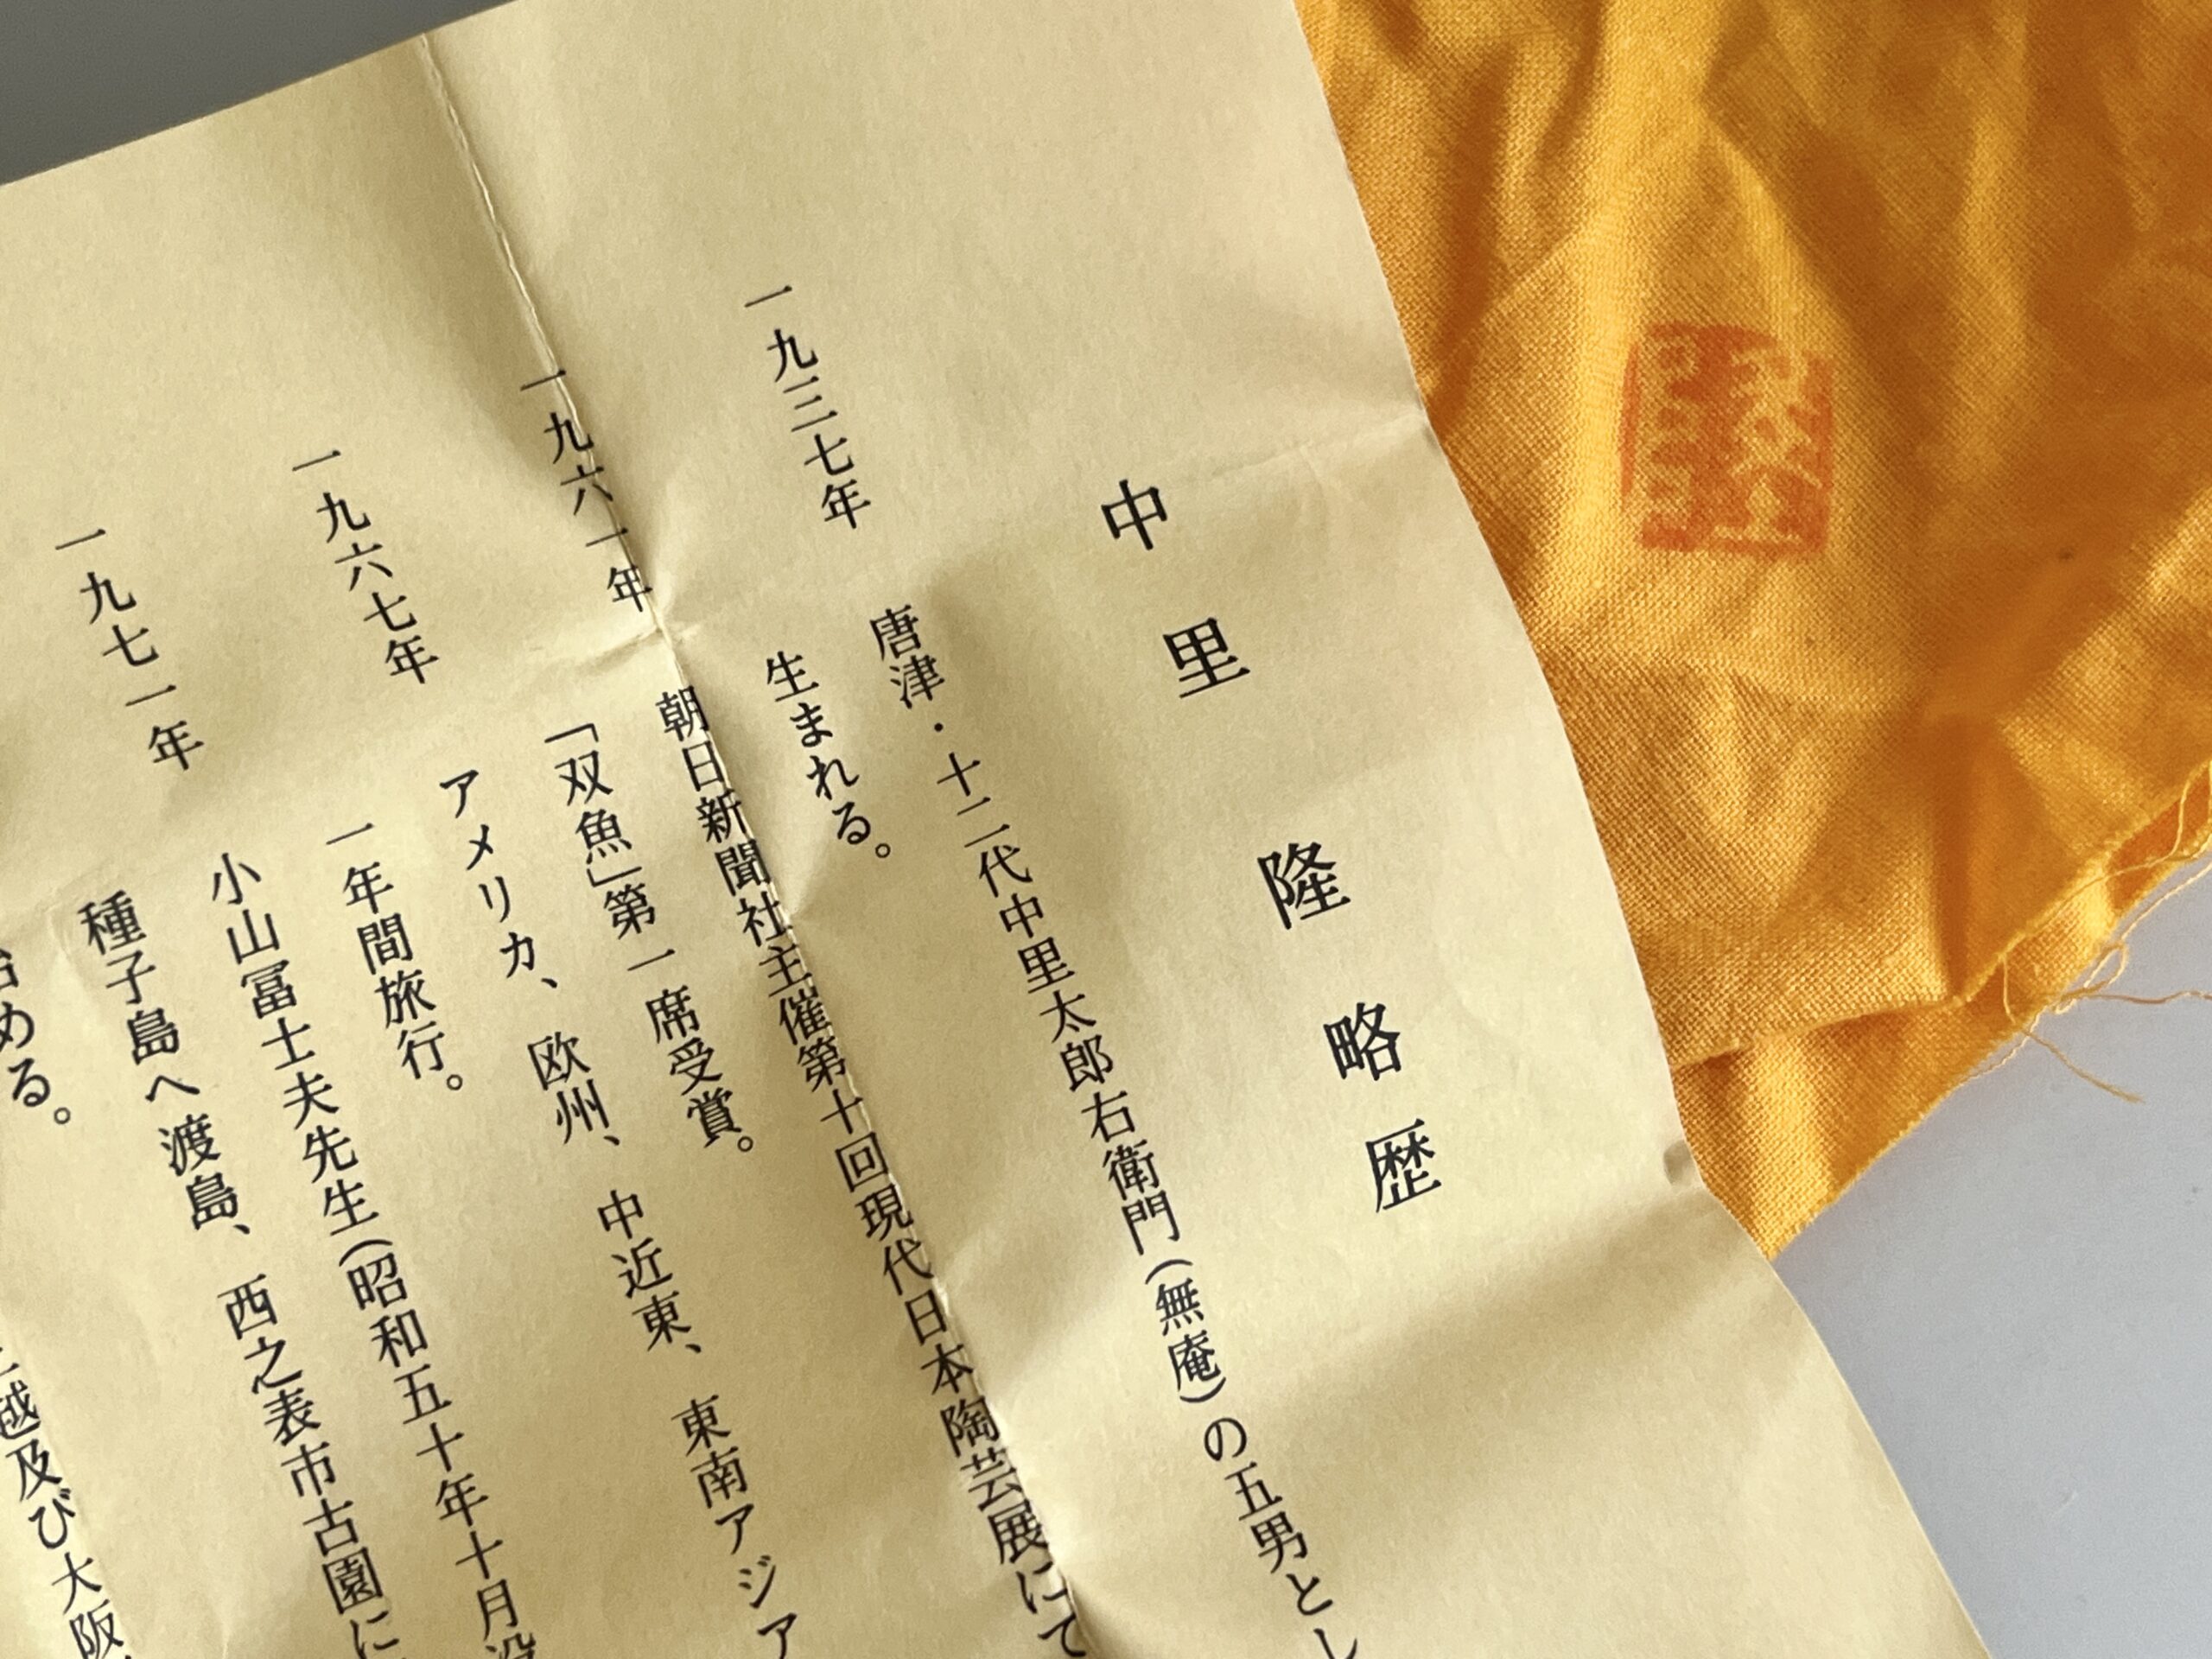 中里 隆 略歴
一九三七年 唐津・十二代中里太郎右衛門(無庵)の五男とし
生まれる。
一九六一年 朝日新聞社主催第十回現代日本陶芸展にて
「双魚」第一席受賞。
一九六七年 アメリカ、欧州、中近東、東南アジア
一年間旅行。
一九七一年 小山冨士夫先生(昭和五十年十月没
種子島へ渡島、西之表市古園に
める。
越及び大阪